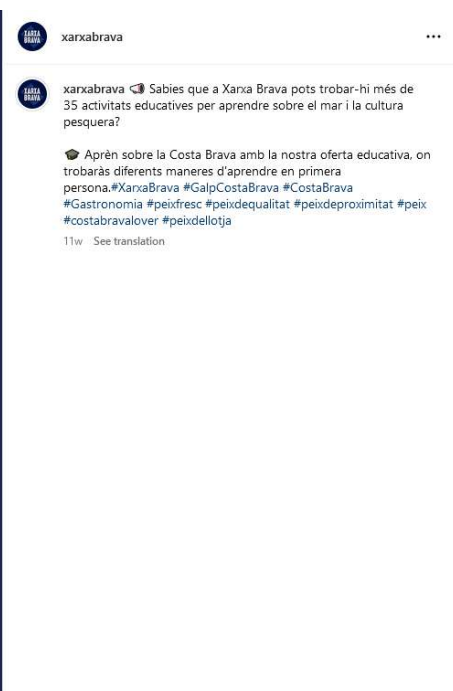 XARXA
BRAVA
xarxabrava
XARXA
BRAVA
xarxabrava 📣 Sabies que a Xarxa Brava pots trobar-hi més de
35 activitats educatives per aprendre sobre el mar i la cultura
pesquera?
🎓 Aprèn sobre la Costa Brava amb la nostra oferta educativa, on
trobaràs diferents maneres d'aprendre en primera
persona.#XarxaBrava #GalpCostaBrava #CostaBrava
#Gastronomia #peixfresc #peixdequalitat #peixdeproximitat #peix
#costabravalover #peixdellotja
11w See translation